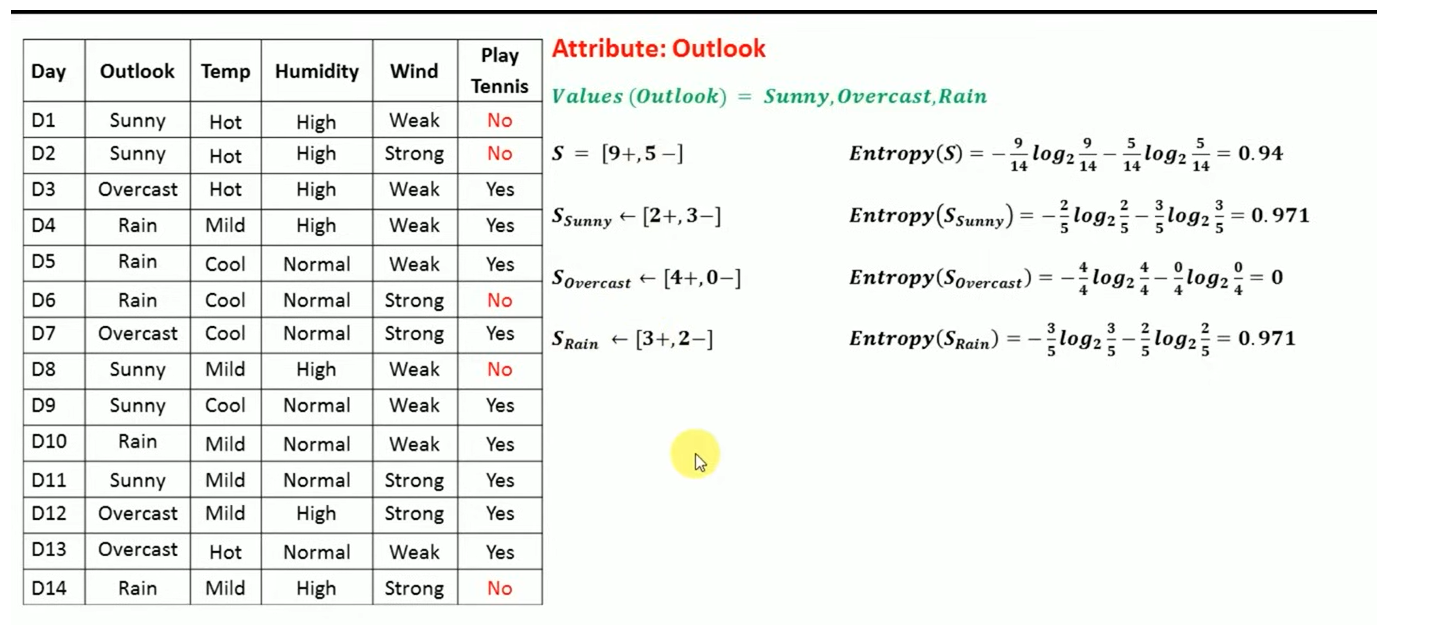 Day Outlook Temp Humidity Wind Play Tennis
D1 Sunny Hot High Weak No
D2 Sunny Hot High Strong No
D3 Overcast Hot High Weak Yes
D4 Rain Mild High Weak Yes
D5 Rain Cool Normal Weak Yes
D6 Rain Cool Normal Strong No
D7 Overcast Cool Normal Strong Yes
D8 Sunny Mild High Weak No
D9 Sunny Cool Normal Weak Yes
D10 Rain Mild Normal Weak Yes
D11 Sunny Mild Normal Strong Yes
D12 Overcast Mild High Strong Yes
D13 Overcast Hot Normal Weak Yes
D14 Rain Mild High Strong No
Attribute: Outlook
Values (Outlook) = Sunny, Overcast, Rain
S = [9+, 5 −] Entropy(S) = − 9/14 log₂ 9/14 − 5/14 log₂ 5/14 = 0.94
S_Sunny ← [2+, 3−] Entropy(S_Sunny) = − 2/5 log₂ 2/5 − 3/5 log₂ 3/5 = 0.971
S_Overcast ← [4+, 0−] Entropy(S_Overcast) = − 4/4 log₂ 4/4 − 0/4 log₂ 0/4 = 0
S_Rain ← [3+, 2−] Entropy(S_Rain) = − 3/5 log₂ 3/5 − 2/5 log₂ 2/5 = 0.971